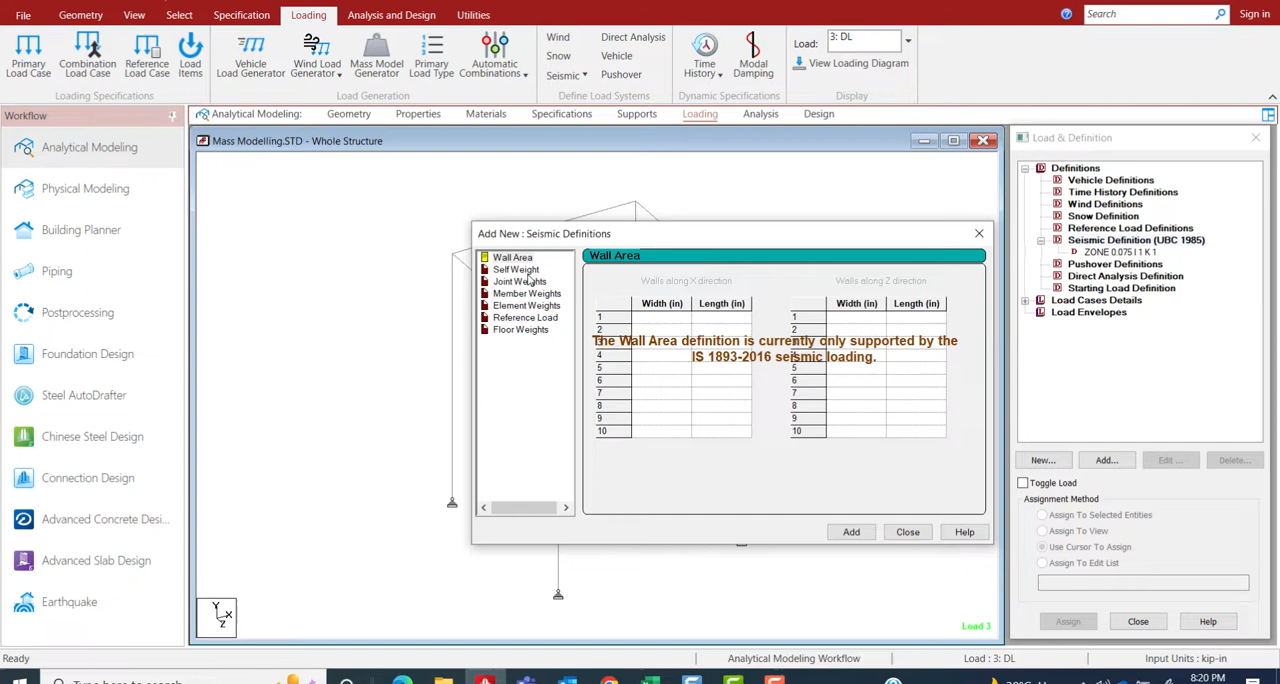 File Geometry View Select Specification Loading Analysis and Design Utilities Search Sign in
Primary Load Case
Combination Load Case
Reference Load Case
Load Items
Loading Specifications
Vehicle Load Generator
Wind Load Generator
Mass Model Generator
Primary Load Type
Automatic Combinations
Load Generation
Wind Direct Analysis
Snow Vehicle
Seismic Pushover
Define Load Systems
Time History
Modal Damping
Dynamic Specifications
Load: 3: DL
View Loading Diagram
Display
Workflow
Analytical Modeling: Geometry Properties Materials Specifications Supports Loading Analysis Design
Analytical Modeling
Physical Modeling
Building Planner
Piping
Postprocessing
Foundation Design
Steel AutoDrafter
Chinese Steel Design
Connection Design
Advanced Concrete Desi...
Advanced Slab Design
Earthquake
Mass Modelling.STD - Whole Structure
Add New : Seismic Definitions
Wall Area
Self Weight
Joint Weights
Member Weights
Element Weights
Reference Load
Floor Weights
Wall Area
Walls along X direction Walls along Z direction
Width (in) Length (in) Width (in) Length (in)
1 1
2 2
3 3
4 4
5 5
6 6
7 7
8 8
9 9
10 10
The Wall Area definition is currently only supported by the
IS 1893-2016 seismic loading.
Add Close Help
Y
X
Z
Load 3
Load & Definition
Definitions
Vehicle Definitions
Time History Definitions
Wind Definitions
Snow Definition
Reference Load Definitions
Seismic Definition (UBC 1985)
ZONE 0.075 I 1 K 1
Pushover Definitions
Direct Analysis Definition
Starting Load Definition
Load Cases Details
Load Envelopes
New... Add... Edit ... Delete...
Toggle Load
Assignment Method
Assign To Selected Entities
Assign To View
Use Cursor To Assign
Assign To Edit List
Assign Close Help
Ready Analytical Modeling Workflow Load : 3: DL Input Units : kip-in
Type here to search
8:20 PM